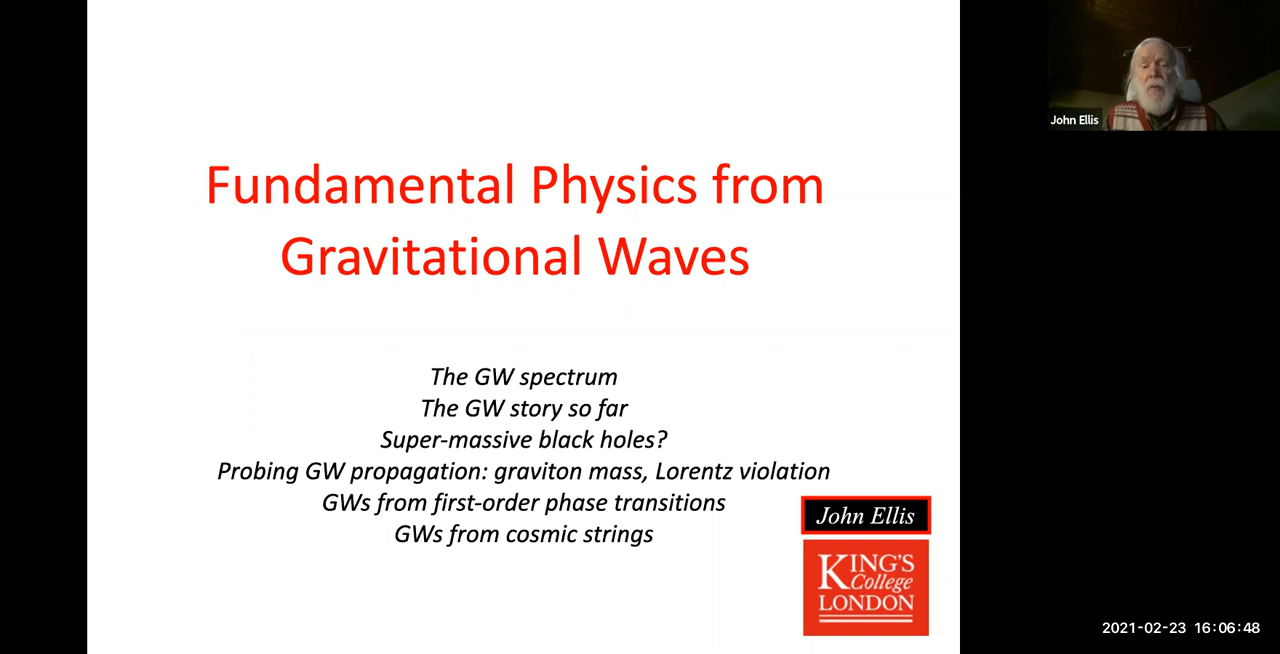 Fundamental Physics from
Gravitational Waves
The GW spectrum
The GW story so far
Super-massive black holes?
Probing GW propagation: graviton mass, Lorentz violation
GWs from first-order phase transitions
GWs from cosmic strings
John Ellis
KING'S
College
LONDON
John Ellis
2021-02-23 16:06:48